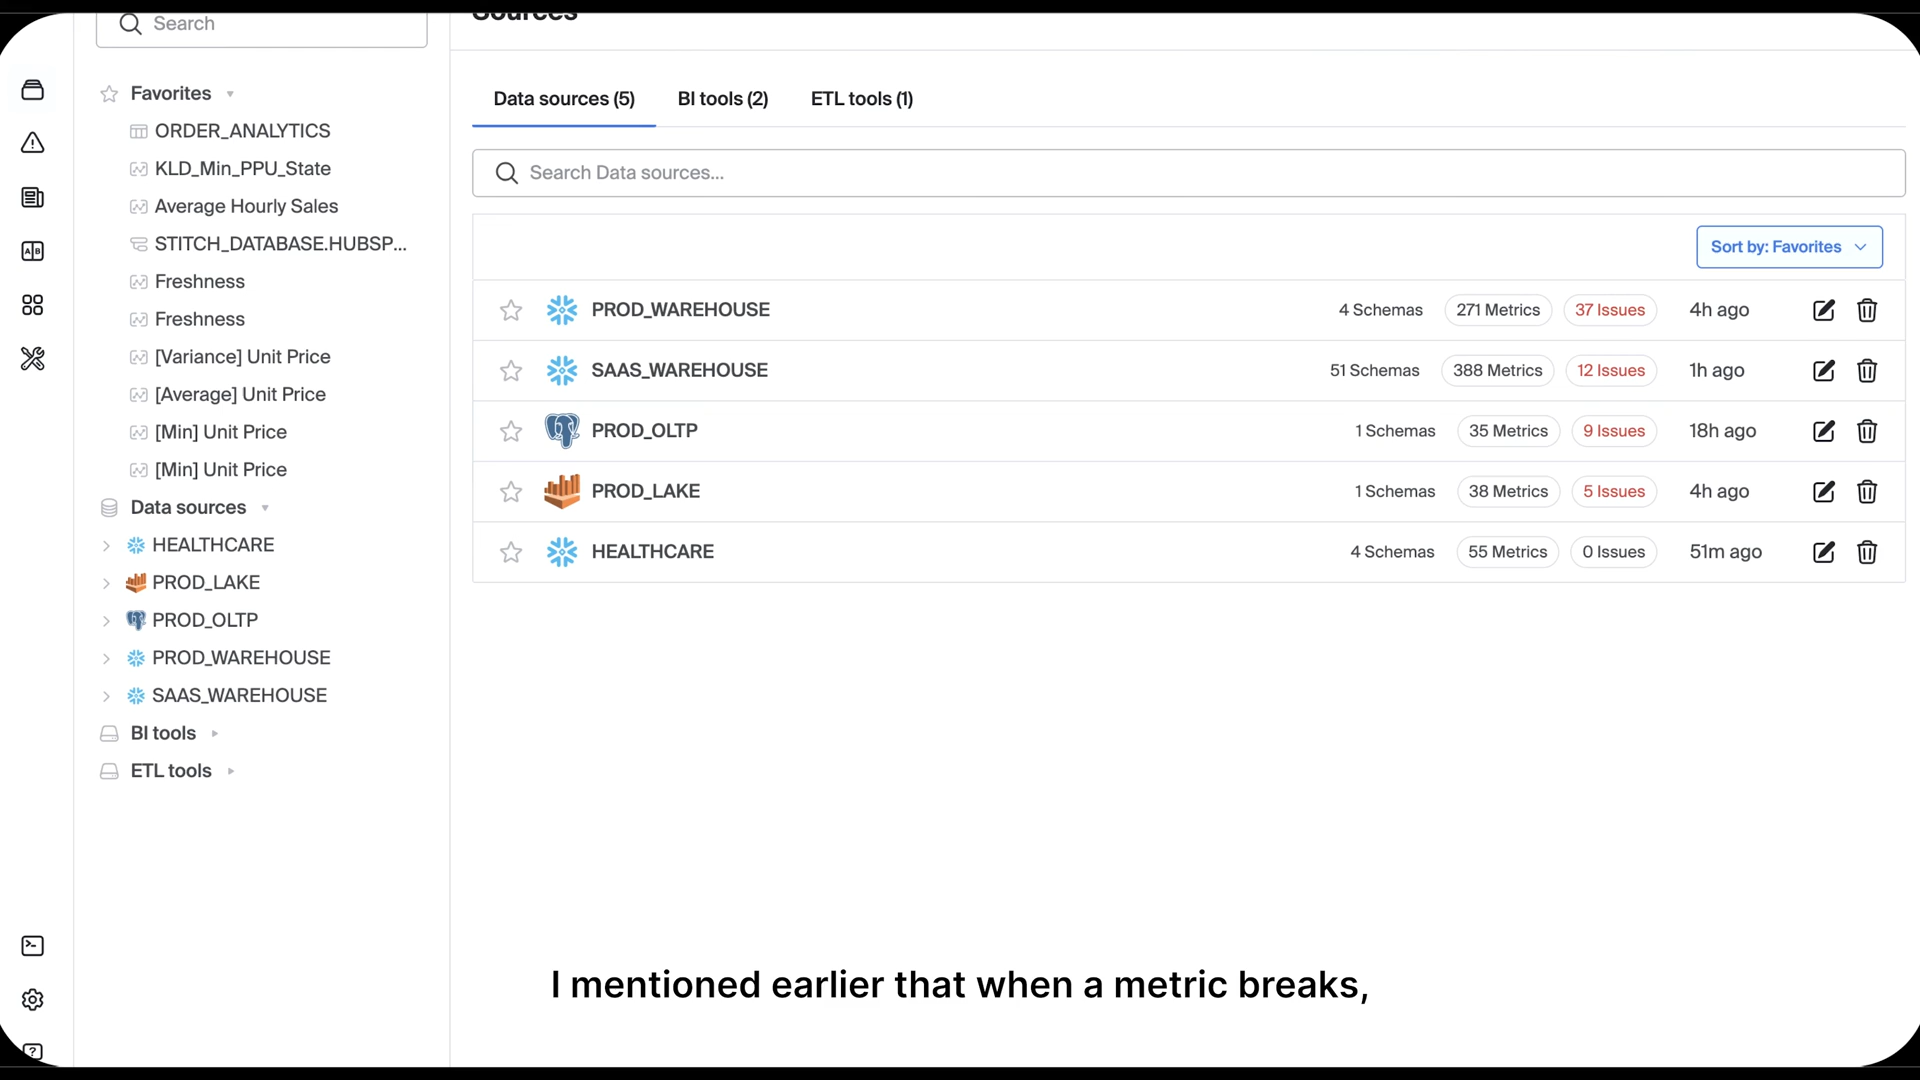 Sources
Search
Favorites
ORDER_ANALYTICS
KLD_Min_PPU_State
Average Hourly Sales
STITCH_DATABASE.HUBSP...
Freshness
Freshness
[Variance] Unit Price
[Average] Unit Price
[Min] Unit Price
[Min] Unit Price
Data sources
HEALTHCARE
PROD_LAKE
PROD_OLTP
PROD_WAREHOUSE
SAAS_WAREHOUSE
BI tools
ETL tools
Data sources (5) BI tools (2) ETL tools (1)
Search Data sources...
Sort by: Favorites
PROD_WAREHOUSE 4 Schemas 271 Metrics 37 Issues 4h ago
SAAS_WAREHOUSE 51 Schemas 388 Metrics 12 Issues 1h ago
PROD_OLTP 1 Schemas 35 Metrics 9 Issues 18h ago
PROD_LAKE 1 Schemas 38 Metrics 5 Issues 4h ago
HEALTHCARE 4 Schemas 55 Metrics 0 Issues 51m ago
I mentioned earlier that when a metric breaks,